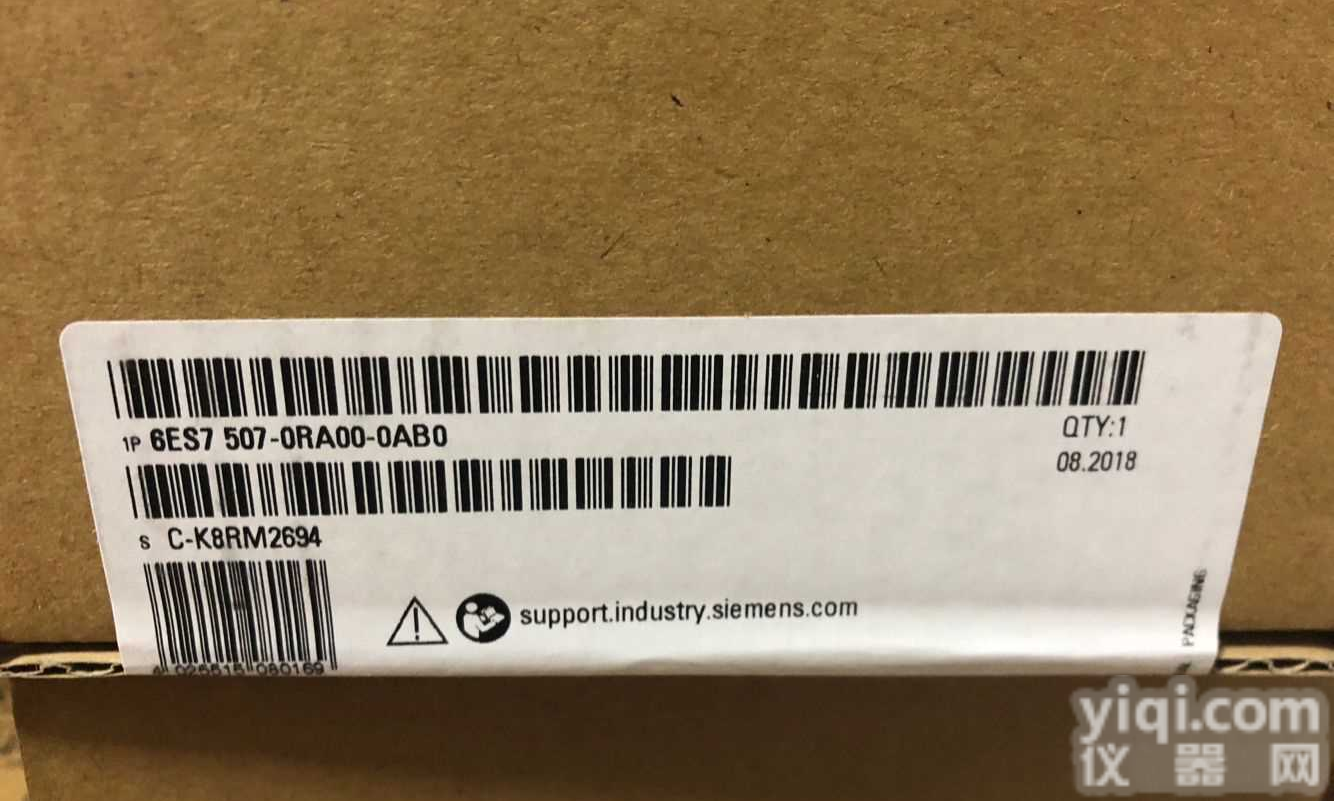 1P 6ES7 507-0RA00-0AB0
QTY:1
08.2018
S C-K8RM2694
support.industry.siemens.com
PACKAGING
yiqi.com
仪器网